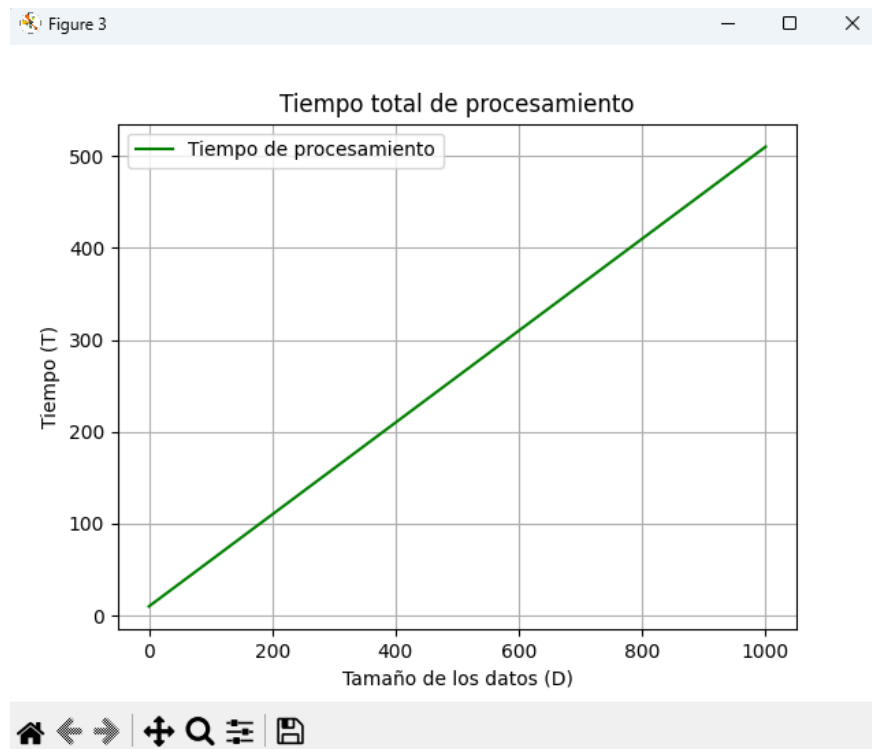 Figure 3
Tiempo total de procesamiento
Tiempo de procesamiento
500
400
300
200
100
0
Tiempo (T)
0 200 400 600 800 1000
Tamaño de los datos (D)